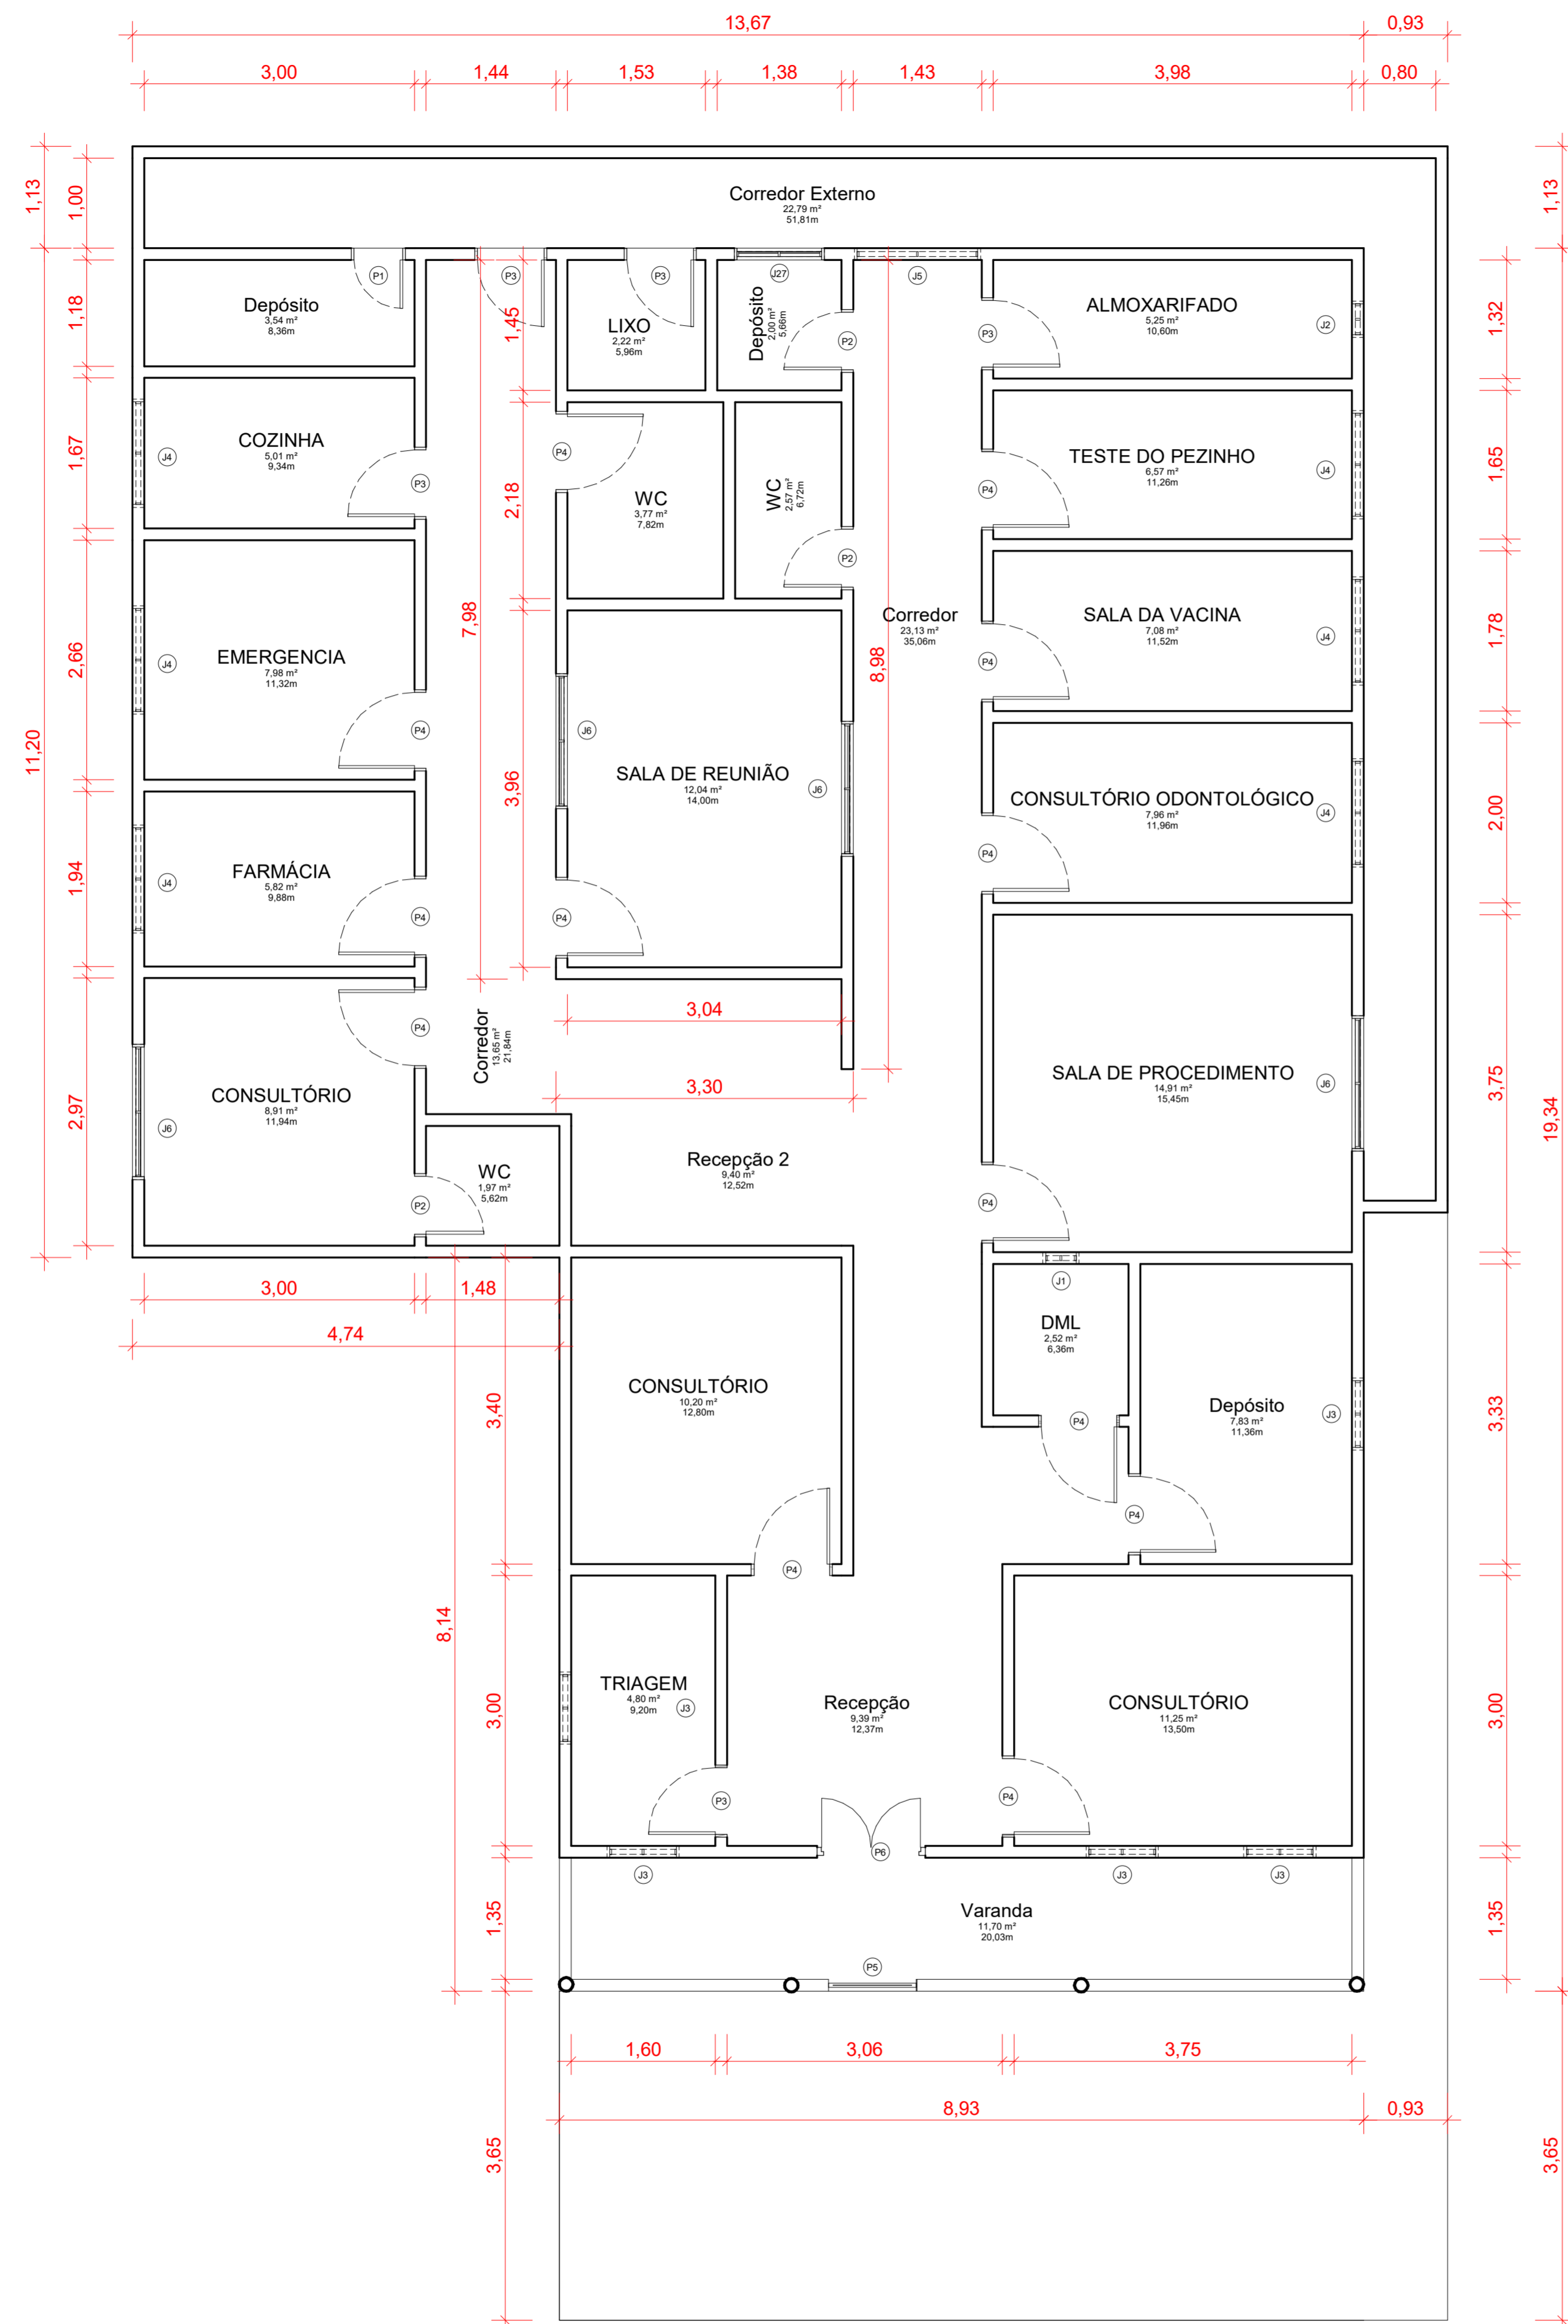 13,67
0,93
3,00
1,44
1,53
1,38
1,43
3,98
0,80
1,13
1,00
Corredor Externo
22,79 m²
51,81m
1,13
P1
P3
P3
J27
J5
1,18
Depósito
3,54 m²
8,36m
1,45
LIXO
2,22 m²
5,96m
Depósito
2,00 m²
5,66m
P2
P3
ALMOXARIFADO
5,25 m²
10,60m
J2
1,32
1,67
J4
COZINHA
5,01 m²
9,34m
P3
P4
2,18
WC
3,77 m²
7,82m
WC
2,57 m²
6,72m
P2
P4
TESTE DO PEZINHO
6,57 m²
11,26m
J4
1,65
7,98
Corredor
23,13 m²
35,06m
8,98
P4
SALA DA VACINA
7,08 m²
11,52m
J4
1,78
11,20
2,66
J4
EMERGENCIA
7,98 m²
11,32m
P4
J6
3,96
SALA DE REUNIÃO
12,04 m²
14,00m
J6
P4
CONSULTÓRIO ODONTOLÓGICO
7,96 m²
11,96m
J4
2,00
1,94
J4
FARMÁCIA
5,82 m²
9,88m
P4
P4
3,04
P4
Corredor
13,65 m²
21,84m
3,30
SALA DE PROCEDIMENTO
14,91 m²
15,45m
J6
3,75
19,34
2,97
J6
CONSULTÓRIO
8,91 m²
11,94m
P2
WC
1,97 m²
5,62m
Recepção 2
9,40 m²
12,52m
P4
3,00
1,48
4,74
J1
DML
2,52 m²
6,36m
P4
3,40
CONSULTÓRIO
10,20 m²
12,80m
P4
Depósito
7,83 m²
11,36m
J3
3,33
P4
8,14
3,00
TRIAGEM
4,80 m²
9,20m
J3
P3
Recepção
9,39 m²
12,37m
P4
CONSULTÓRIO
11,25 m²
13,50m
3,00
P6
J3
J3
J3
1,35
Varanda
11,70 m²
20,03m
P5
1,35
1,60
3,06
3,75
8,93
0,93
3,65
3,65